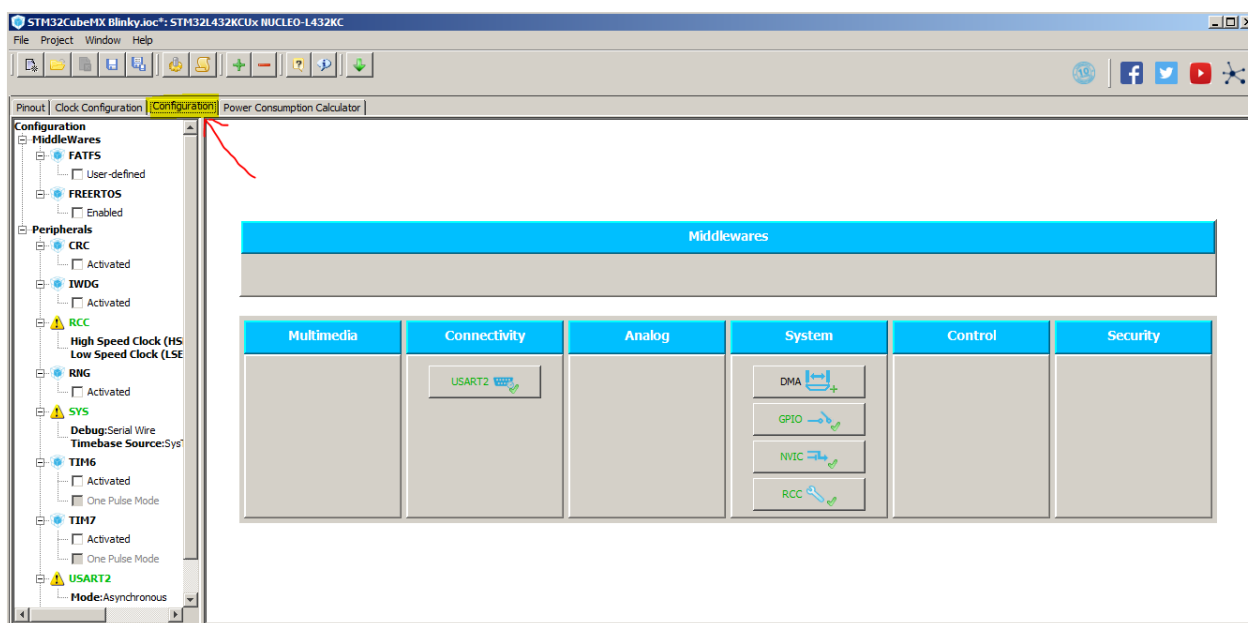 STM32CubeMX Blinky.ioc*: STM32L432KCUx NUCLEO-L432KC
File Project Window Help
Pinout Clock Configuration Configuration Power Consumption Calculator
Configuration
MiddleWares
FATFS
User-defined
FREERTOS
Enabled
Peripherals
CRC
Activated
IWDG
Activated
RCC
High Speed Clock (HS
Low Speed Clock (LSE
RNG
Activated
SYS
Debug:Serial Wire
Timebase Source:Sys
TIM6
Activated
One Pulse Mode
TIM7
Activated
One Pulse Mode
USART2
Mode:Asynchronous
Middlewares
Multimedia Connectivity Analog System Control Security
USART2
DMA
GPIO
NVIC
RCC